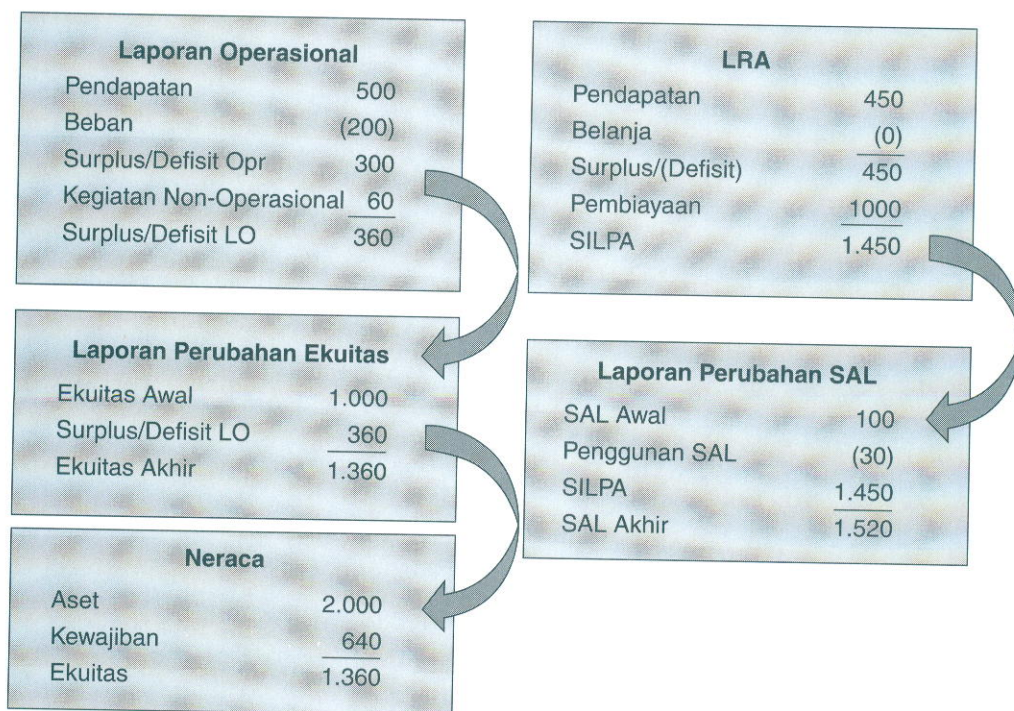 Laporan Operasional
Pendapatan 500
Beban (200)
Surplus/Defisit Opr 300
Kegiatan Non-Operasional 60
Surplus/Defisit LO 360
LRA
Pendapatan 450
Belanja (0)
Surplus/(Defisit) 450
Pembiayaan 1000
SILPA 1.450
Laporan Perubahan Ekuitas
Ekuitas Awal 1.000
Surplus/Defisit LO 360
Ekuitas Akhir 1.360
Laporan Perubahan SAL
SAL Awal 100
Penggunan SAL (30)
SILPA 1.450
SAL Akhir 1.520
Neraca
Aset 2.000
Kewajiban 640
Ekuitas 1.360